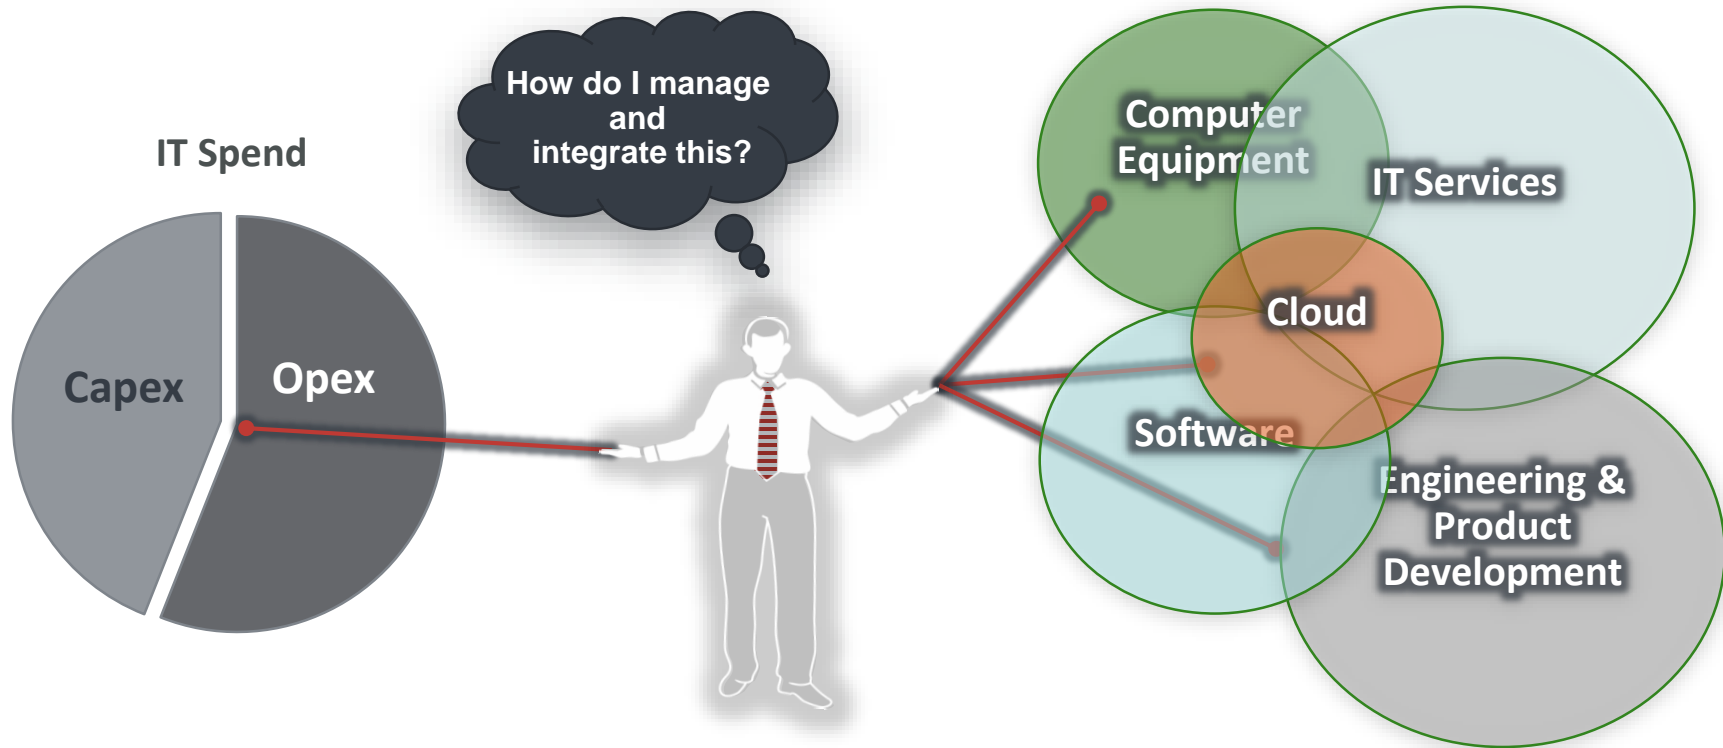 IT Spend
Capex
Opex
How do I manage
and
integrate this?
Computer
Equipment
IT Services
Cloud
Software
Engineering &
Product
Development